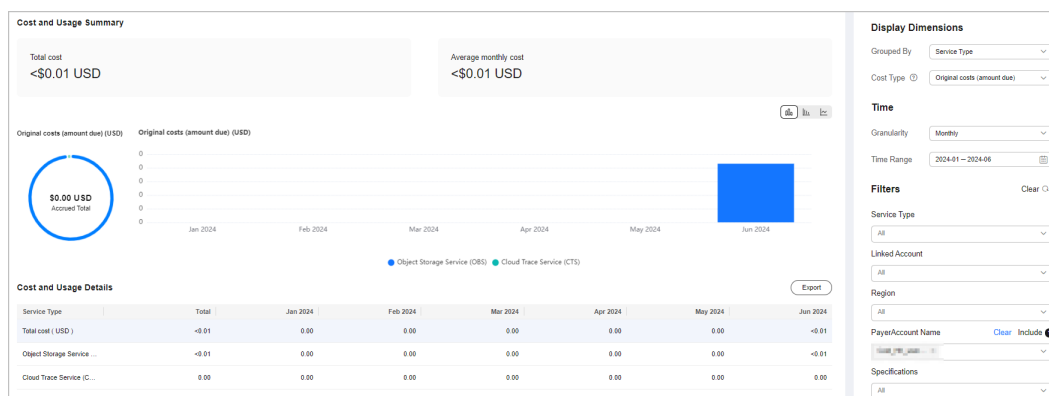 Cost and Usage Summary
Total cost
<$0.01 USD
Average monthly cost
<$0.01 USD
Original costs (amount due) (USD)
Original costs (amount due) (USD)
$0.00 USD
Accrued Total
0
0
0
0
0
0
Jan 2024 Feb 2024 Mar 2024 Apr 2024 May 2024 Jun 2024
Object Storage Service (OBS) Cloud Trace Service (CTS)
Cost and Usage Details
Export
Service Type Total Jan 2024 Feb 2024 Mar 2024 Apr 2024 May 2024 Jun 2024
Total cost ( USD ) <0.01 0.00 0.00 0.00 0.00 0.00 <0.01
Object Storage Service ... <0.01 0.00 0.00 0.00 0.00 0.00 <0.01
Cloud Trace Service (C... 0.00 0.00 0.00 0.00 0.00 0.00 0.00
Display Dimensions
Grouped By Service Type
Cost Type ? Original costs (amount due)
Time
Granularity Monthly
Time Range 2024-01 – 2024-06
Filters Clear
Service Type
All
Linked Account
All
Region
All
PayerAccount Name Clear Include
Specifications
All